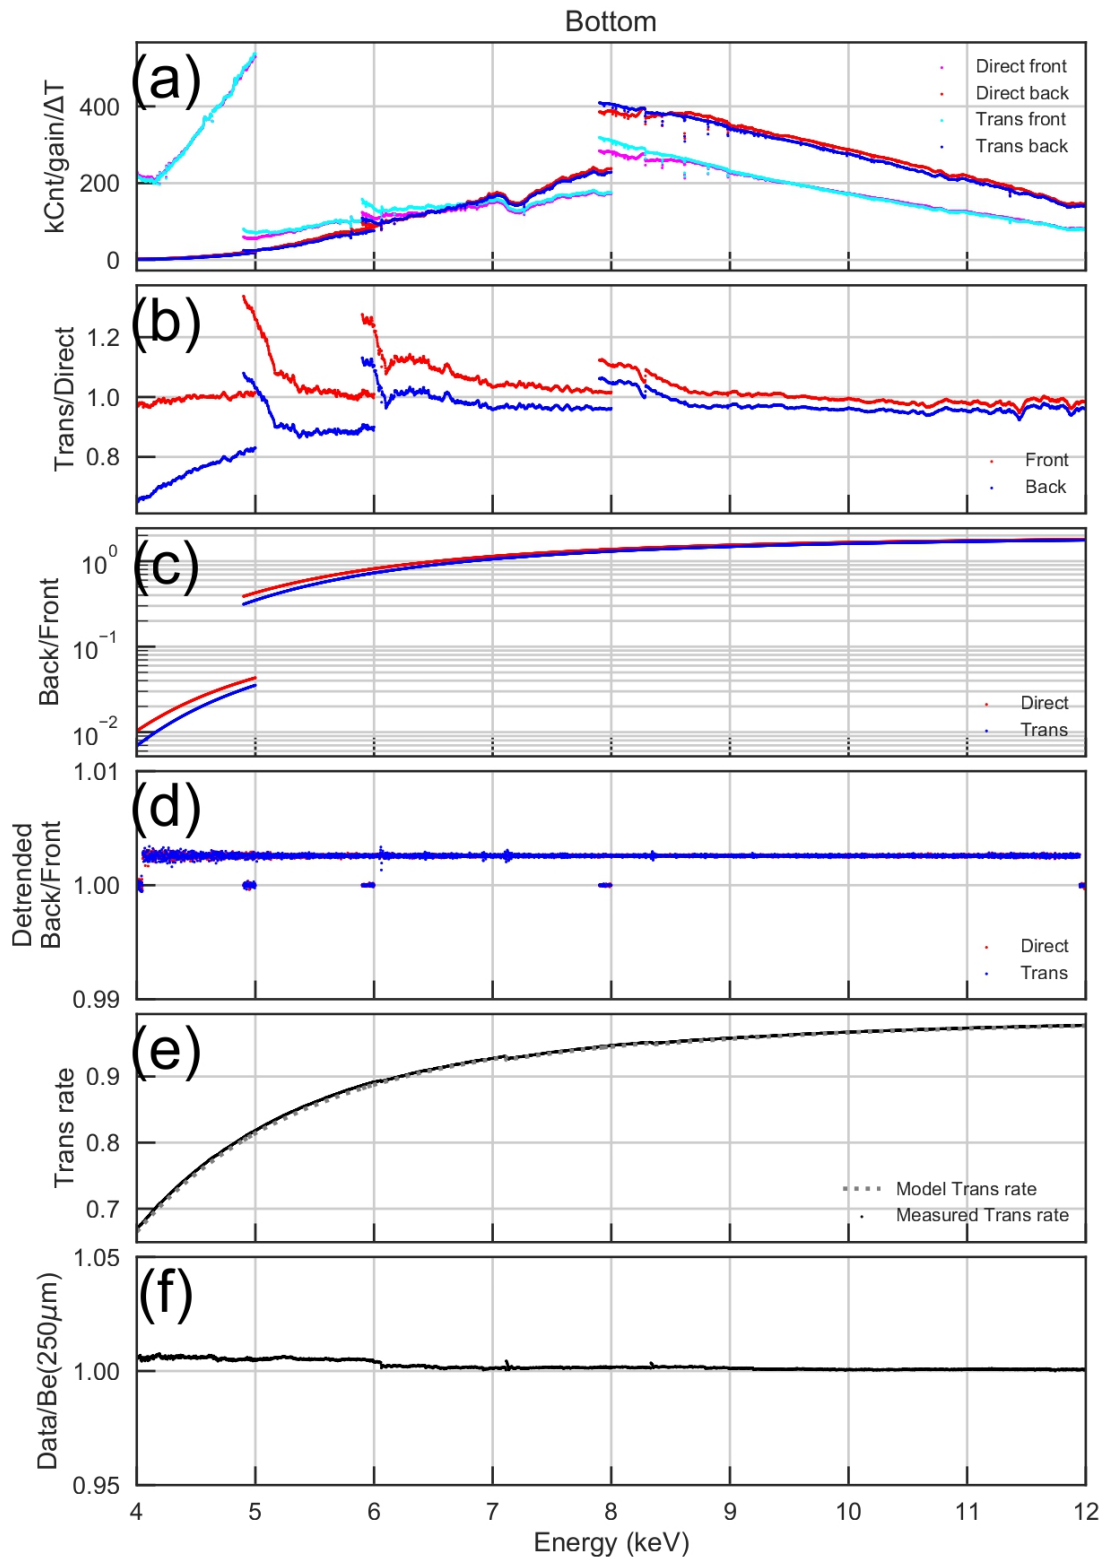 Bottom
(a)
kCnt/gain/ΔT
400
200
0
Direct front
Direct back
Trans front
Trans back
(b)
Trans/Direct
1.2
1.0
0.8
Front
Back
(c)
Back/Front
10⁰
10⁻¹
10⁻²
Direct
Trans
(d)
Detrended
Back/Front
1.01
1.00
0.99
Direct
Trans
(e)
Trans rate
0.9
0.8
0.7
Model Trans rate
Measured Trans rate
(f)
Data/Be(250μm)
1.05
1.00
0.95
4 5 6 7 8 9 10 11 12
Energy (keV)